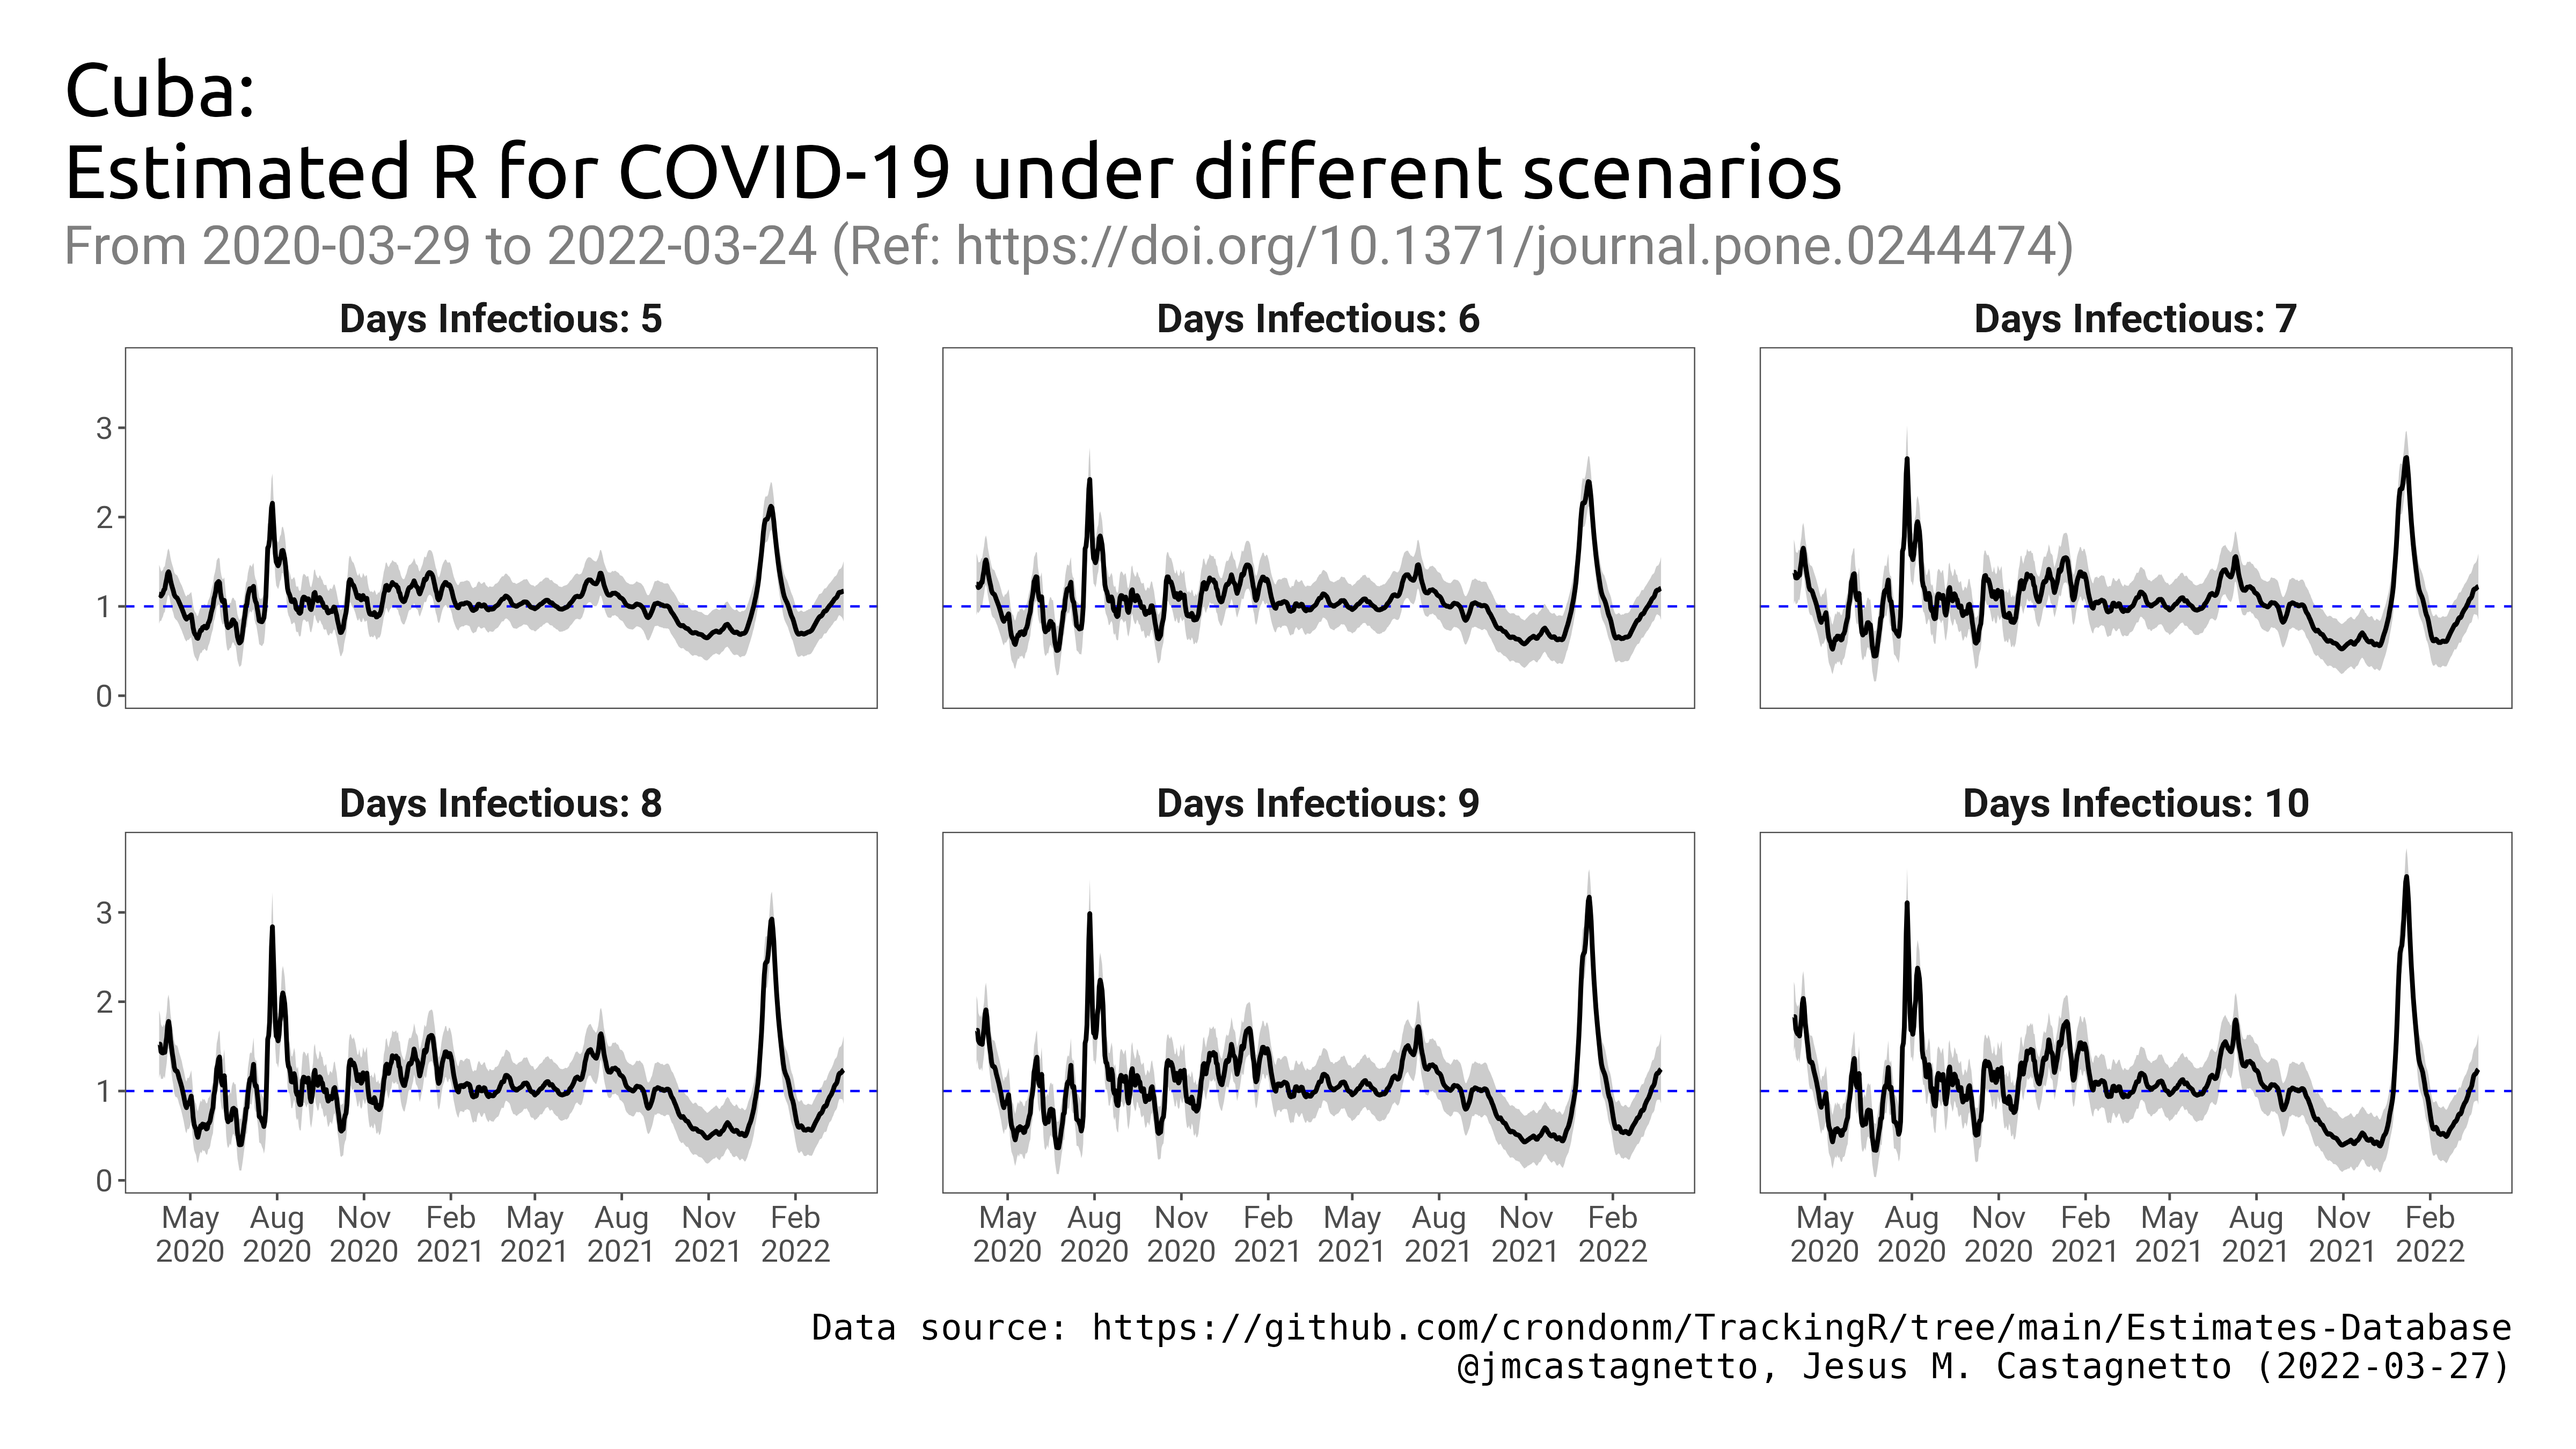 Cuba:
Estimated R for COVID-19 under different scenarios
From 2020-03-29 to 2022-03-24 (Ref: https://doi.org/10.1371/journal.pone.0244474)
Days Infectious: 5
Days Infectious: 6
Days Infectious: 7
3
2
1
0
Days Infectious: 8
Days Infectious: 9
Days Infectious: 10
3
2
1
0
May Aug Nov Feb May Aug Nov Feb
2020 2020 2020 2021 2021 2021 2021 2022
May Aug Nov Feb May Aug Nov Feb
2020 2020 2020 2021 2021 2021 2021 2022
May Aug Nov Feb May Aug Nov Feb
2020 2020 2020 2021 2021 2021 2021 2022
Data source: https://github.com/crondonm/TrackingR/tree/main/Estimates-Database
@jmcastagnetto, Jesus M. Castagnetto (2022-03-27)